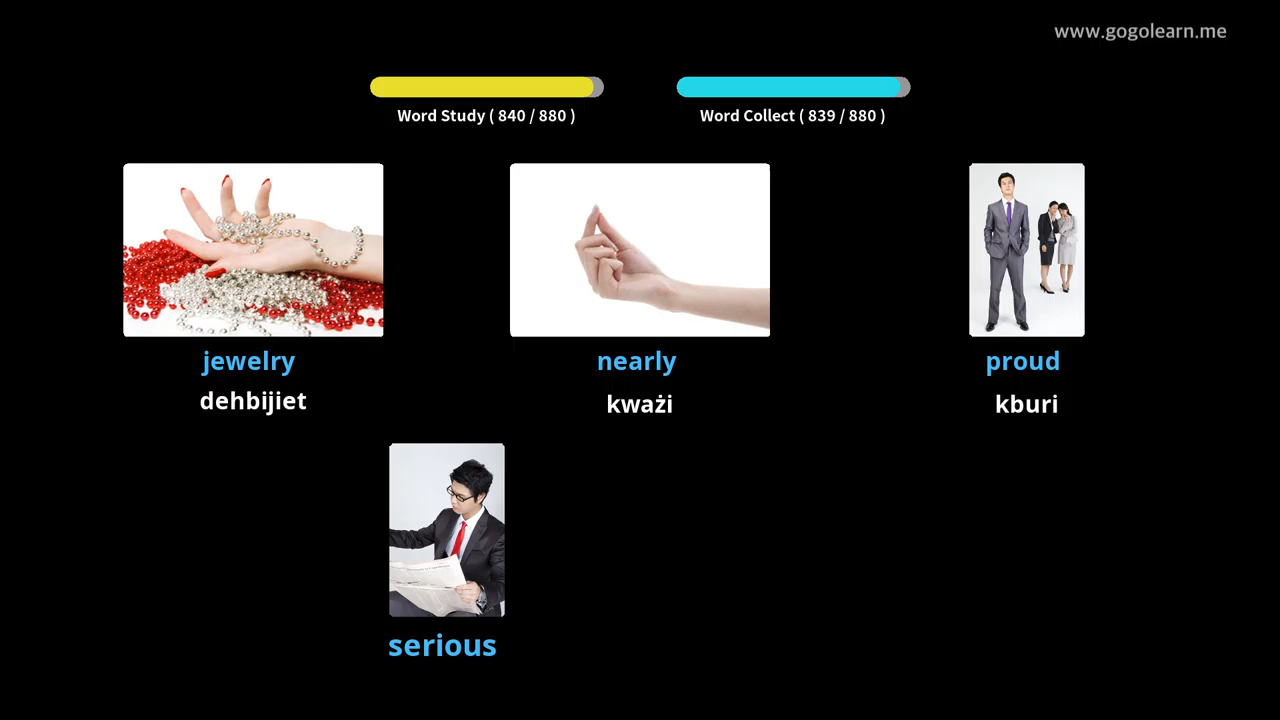 www.gogolearn.me
Word Study ( 840 / 880 )
Word Collect ( 839 / 880 )
jewelry
dehbijiet
nearly
kważi
proud
kburi
serious